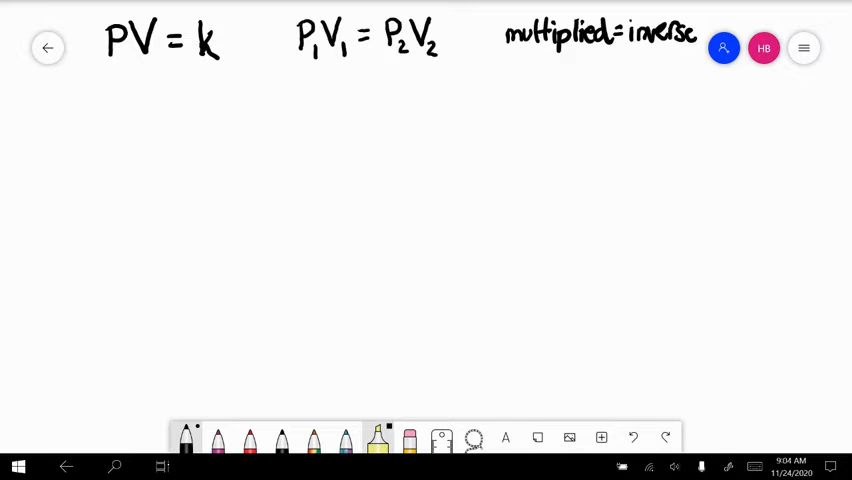 PV = k P₁V₁ = P₂V₂ multiplied = inverse
HB
A
9:04 AM
11/24/2020